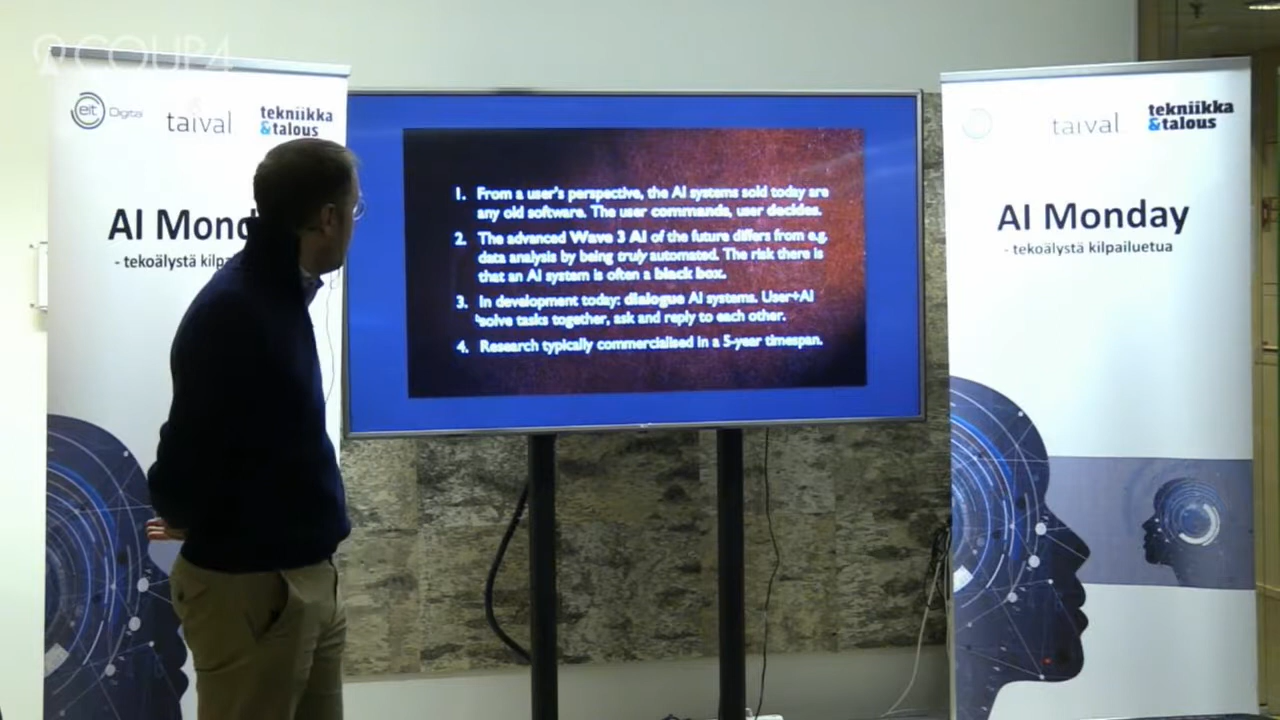 COUP4
eit Digital
taival
tekniikka
&talous
AI Mond
- tekoälystä kilpa
1. From a user's perspective, the AI systems sold today are
any old software. The user commands, user decides.
2. The advanced Wave 3 AI of the future differs from e.g.
data analysis by being truly automated. The risk there is
that an AI system is often a black box.
3. In development today: dialogue AI systems. User+AI
solve tasks together, ask and reply to each other.
4. Research typically commercialised in a 5-year timespan.
taival
tekniikka
&talous
AI Monday
- tekoälystä kilpailuetua